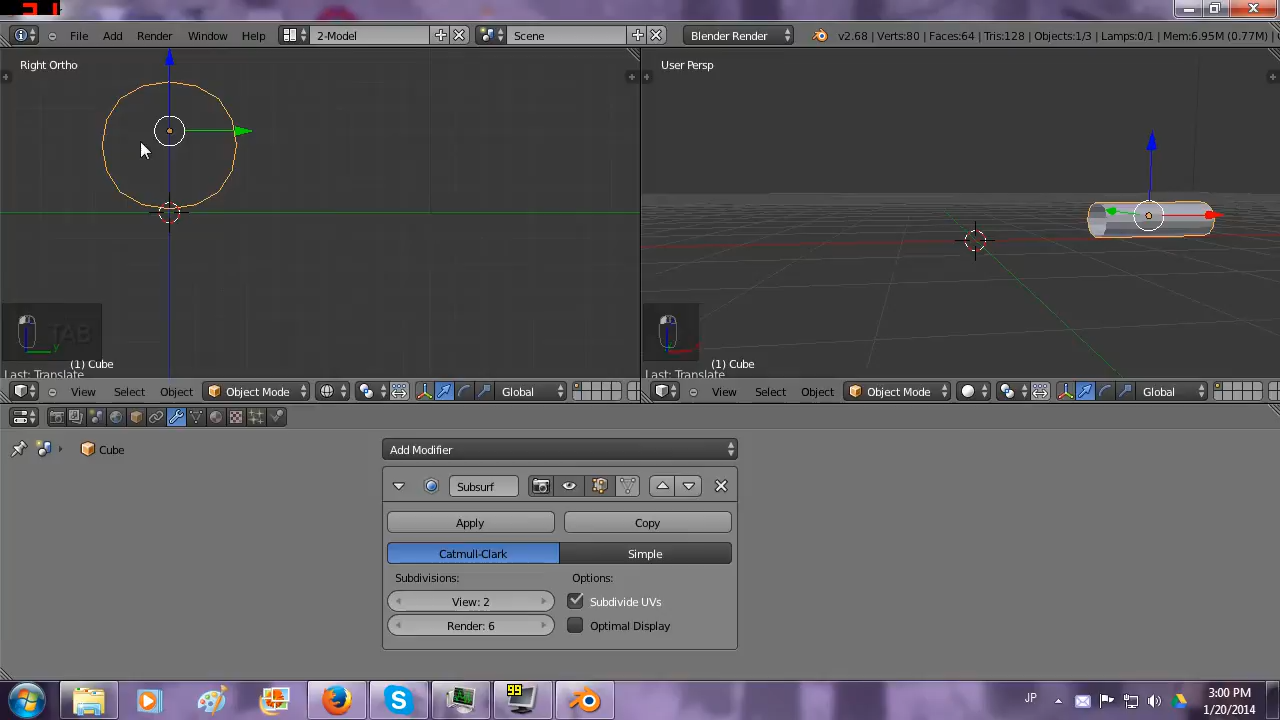 File Add Render Window Help 2-Model Scene Blender Render v2.68 | Verts:80 | Faces:64 | Tris:128 | Objects:1/3 | Lamps:0/1 | Mem:6.95M (0.77M)
Right Ortho
User Persp
TAB
y
(1) Cube
(1) Cube
Last: Translate
Last: Translate
View Select Object Object Mode Global
View Select Object Object Mode Global
Cube
Add Modifier
Subsurf
Apply Copy
Catmull-Clark Simple
Subdivisions: Options:
View: 2 Subdivide UVs
Render: 6 Optimal Display
99
JP
3:00 PM
1/20/2014